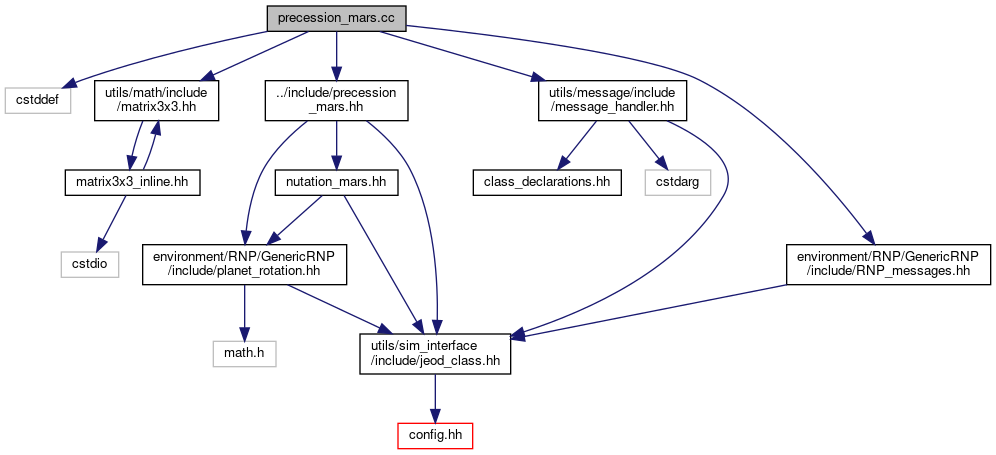 precession_mars.cc
cstddef
utils/math/include
/matrix3x3.hh
../include/precession
_mars.hh
utils/message/include
/message_handler.hh
matrix3x3_inline.hh
nutation_mars.hh
class_declarations.hh
cstdarg
cstdio
environment/RNP/GenericRNP
/include/planet_rotation.hh
environment/RNP/GenericRNP
/include/RNP_messages.hh
math.h
utils/sim_interface
/include/jeod_class.hh
config.hh